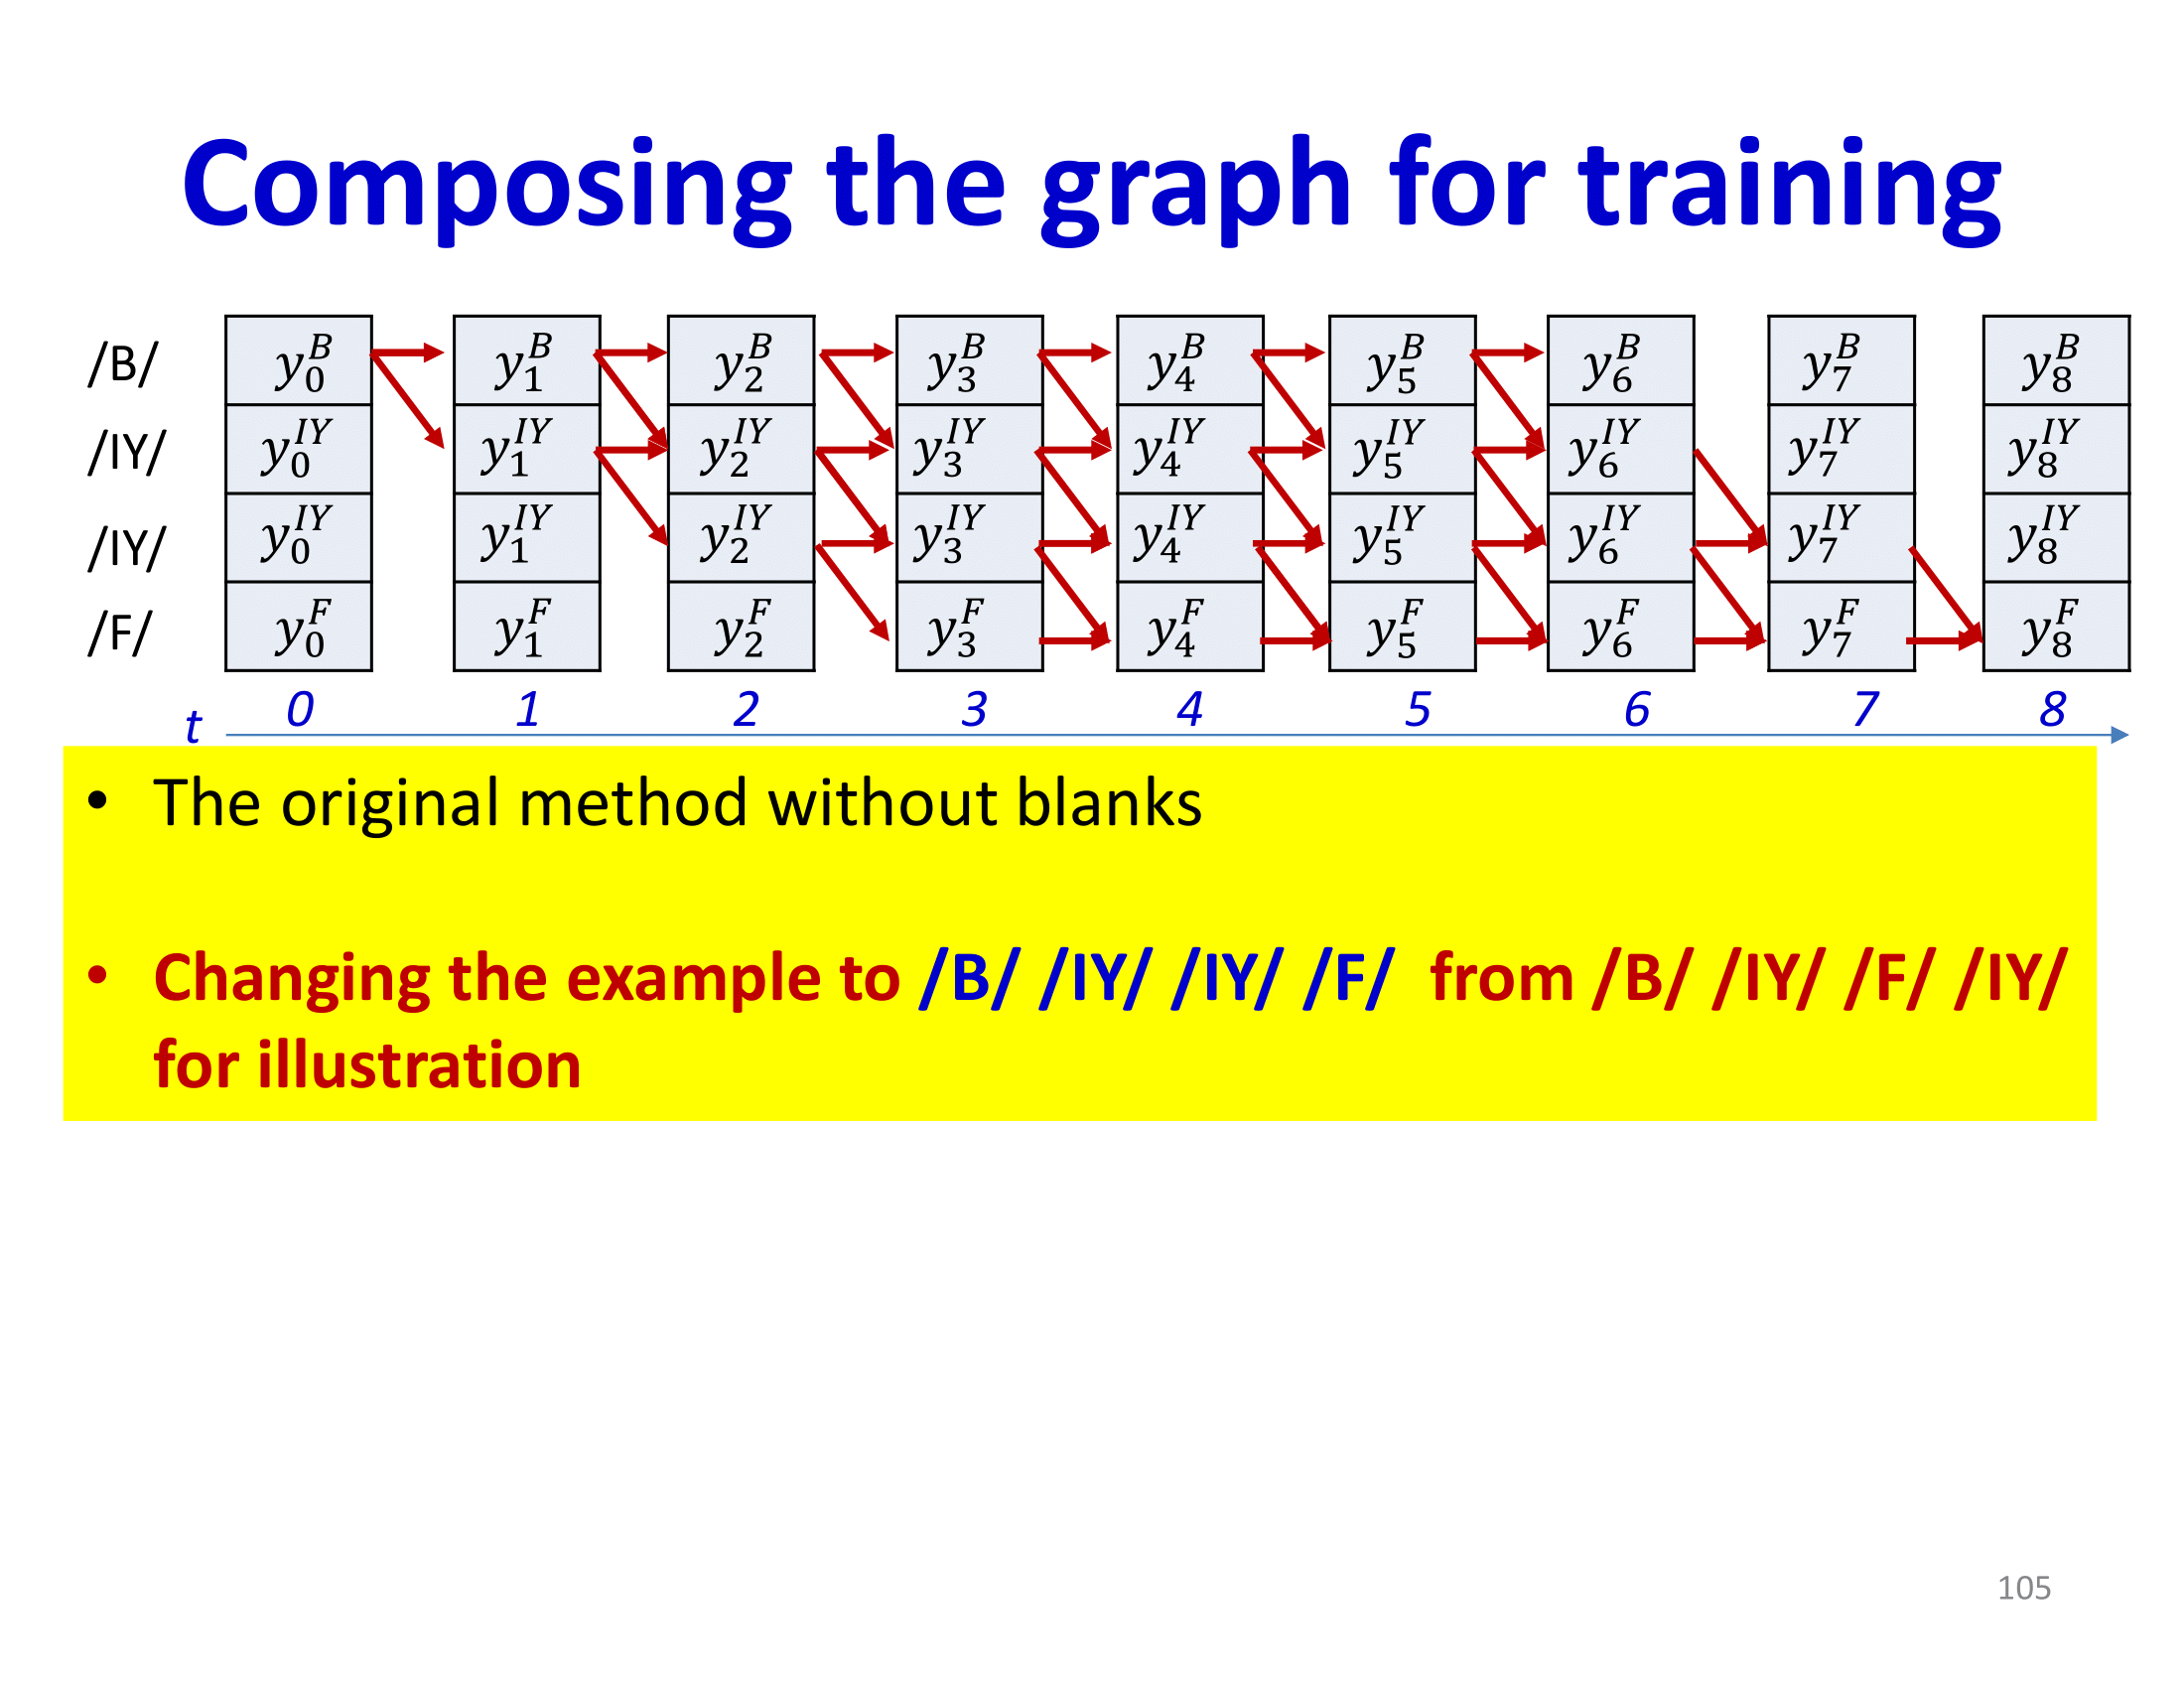 Composing the graph for training
/B/ y_0^B y_1^B y_2^B y_3^B y_4^B y_5^B y_6^B y_7^B y_8^B
/IY/ y_0^IY y_1^IY y_2^IY y_3^IY y_4^IY y_5^IY y_6^IY y_7^IY y_8^IY
/IY/ y_0^IY y_1^IY y_2^IY y_3^IY y_4^IY y_5^IY y_6^IY y_7^IY y_8^IY
/F/ y_0^F y_1^F y_2^F y_3^F y_4^F y_5^F y_6^F y_7^F y_8^F
t 0 1 2 3 4 5 6 7 8
• The original method without blanks
• Changing the example to /B/ /IY/ /IY/ /F/ from /B/ /IY/ /F/ /IY/
for illustration
105